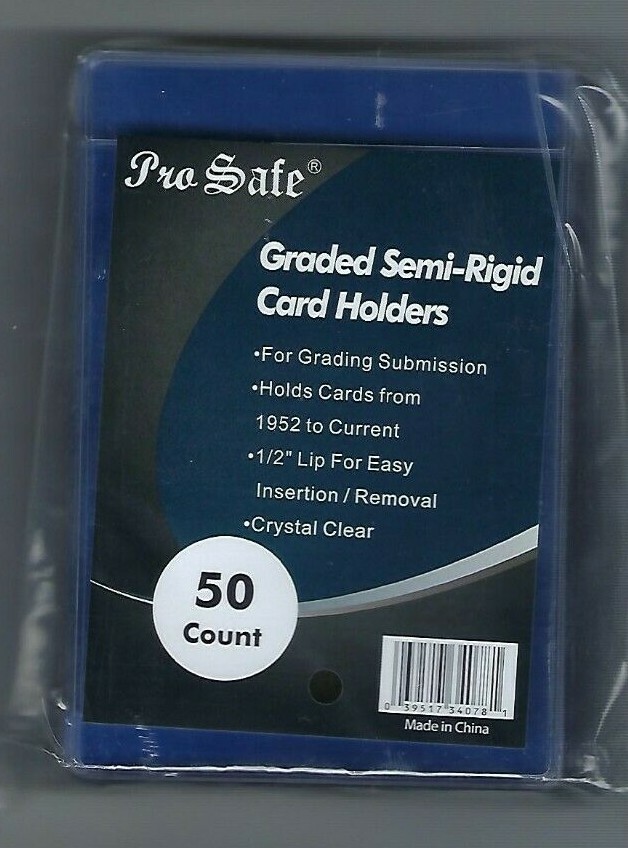 Pro Safe®
Graded Semi-Rigid
Card Holders
•For Grading Submission
•Holds Cards from
1952 to Current
•1/2" Lip For Easy
Insertion / Removal
•Crystal Clear
50
Count
0 39517 34078 1
Made in China